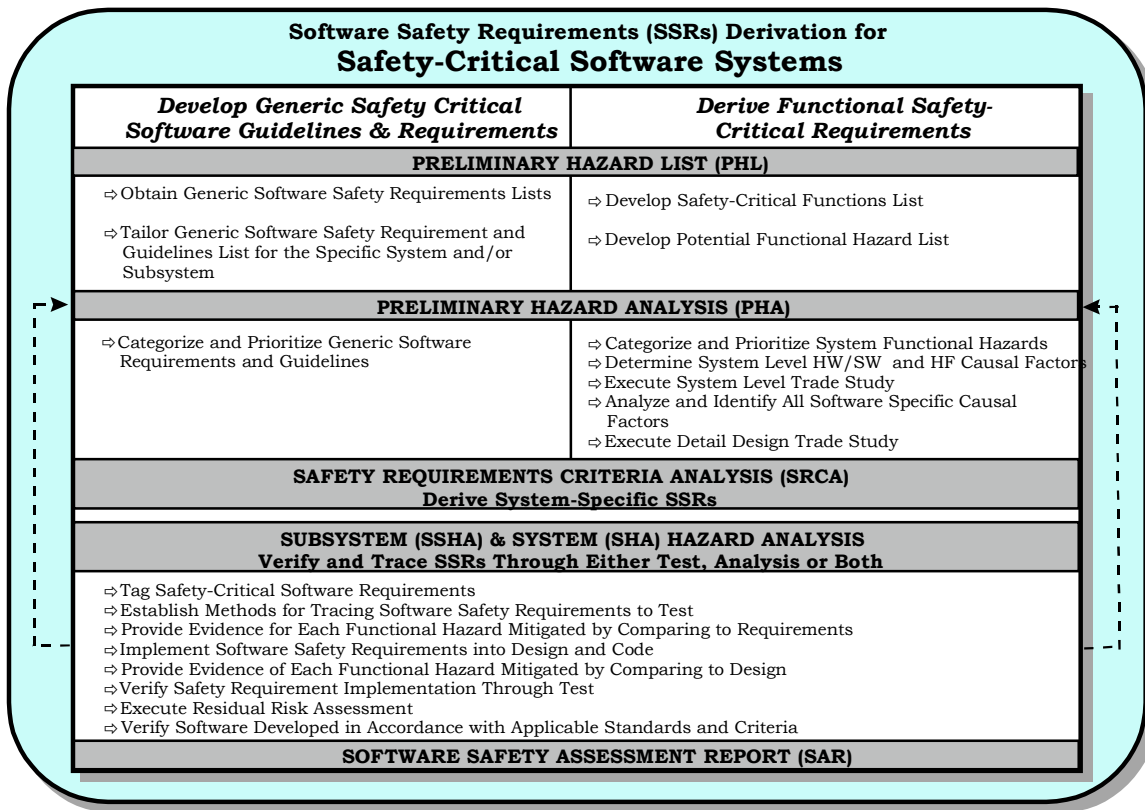 Software Safety Requirements (SSRs) Derivation for
Safety-Critical Software Systems
Develop Generic Safety Critical
Software Guidelines & Requirements
Derive Functional Safety-
Critical Requirements
PRELIMINARY HAZARD LIST (PHL)
⇨Obtain Generic Software Safety Requirements Lists
⇨Tailor Generic Software Safety Requirement and
Guidelines List for the Specific System and/or
Subsystem
⇨Develop Safety-Critical Functions List
⇨Develop Potential Functional Hazard List
PRELIMINARY HAZARD ANALYSIS (PHA)
⇨Categorize and Prioritize Generic Software
Requirements and Guidelines
⇨Categorize and Prioritize System Functional Hazards
⇨Determine System Level HW/SW and HF Causal Factors
⇨Execute System Level Trade Study
⇨Analyze and Identify All Software Specific Causal
Factors
⇨Execute Detail Design Trade Study
SAFETY REQUIREMENTS CRITERIA ANALYSIS (SRCA)
Derive System-Specific SSRs
SUBSYSTEM (SSHA) & SYSTEM (SHA) HAZARD ANALYSIS
Verify and Trace SSRs Through Either Test, Analysis or Both
⇨Tag Safety-Critical Software Requirements
⇨Establish Methods for Tracing Software Safety Requirements to Test
⇨Provide Evidence for Each Functional Hazard Mitigated by Comparing to Requirements
⇨Implement Software Safety Requirements into Design and Code
⇨Provide Evidence of Each Functional Hazard Mitigated by Comparing to Design
⇨Verify Safety Requirement Implementation Through Test
⇨Execute Residual Risk Assessment
⇨Verify Software Developed in Accordance with Applicable Standards and Criteria
SOFTWARE SAFETY ASSESSMENT REPORT (SAR)